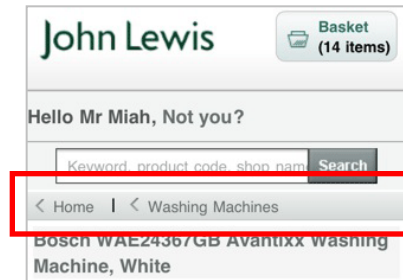 John Lewis
Basket
(14 items)
Hello Mr Miah, Not you?
Keyword, product code, shop nam Search
< Home | < Washing Machines
Bosch WAE24367GB Avantixx Washing
Machine, White